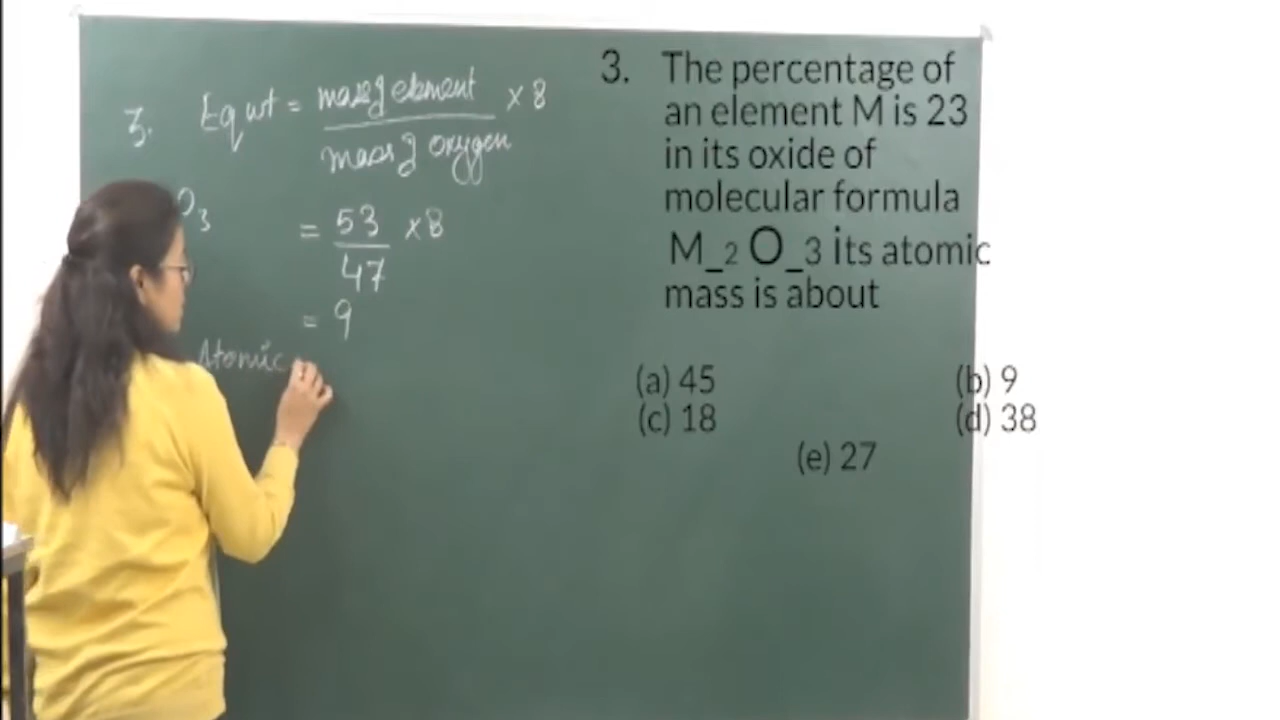 3. Eq wt = mass of element / mass of oxygen × 8
O3
= 53 / 47 × 8
= 9
Atomic
3. The percentage of
an element M is 23
in its oxide of
molecular formula
M_2 O_3 its atomic
mass is about
(a) 45 (b) 9
(c) 18 (d) 38
(e) 27